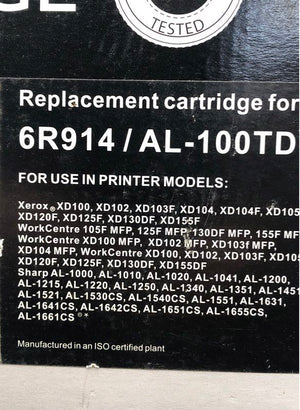 GE
TESTED
Replacement cartridge for
6R914 / AL-100TD
FOR USE IN PRINTER MODELS:
Xerox® XD100, XD102, XD103F, XD104, XD104F, XD105
XD120F, XD125F, XD130DF, XD155F
WorkCentre 105F MFP, 125F MFP, 130DF MFP, 155F MFP
WorkCentre XD100 MFP, XD102 MFP, XD103f MFP,
XD104 MFP, WorkCentre XD100, XD102, XD103F, XD105
XD120F, XD125F, XD130DF, XD155DF
Sharp AL-1000, AL-1010, AL-1020, AL-1041, AL-1200,
AL-1215, AL-1220, AL-1250, AL-1340, AL-1351, AL-1451
AL-1521, AL-1530CS, AL-1540CS, AL-1551, AL-1631,
AL-1641CS, AL-1642CS, AL-1651CS, AL-1655CS,
AL-1661CS
Manufactured in an ISO certified plant